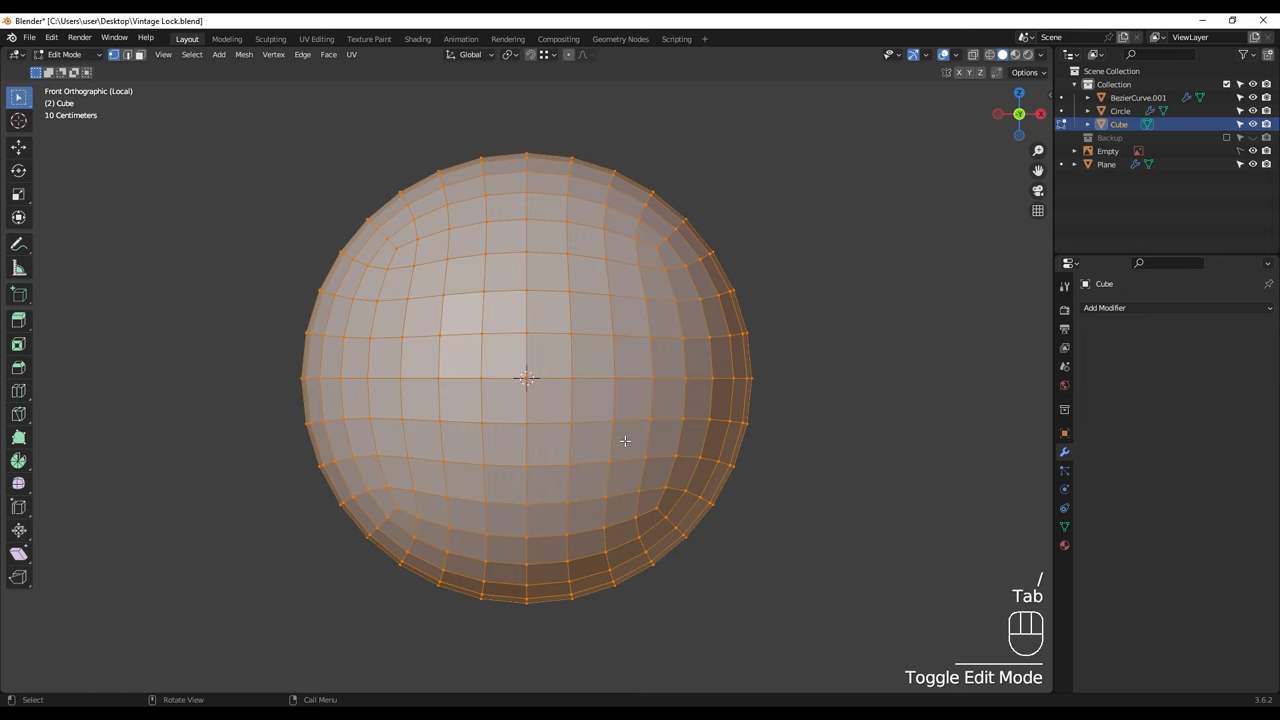 Blender* [C:\Users\user\Desktop\Vintage Lock.blend]
File Edit Render Window Help Layout Modeling Sculpting UV Editing Texture Paint Shading Animation Rendering Compositing Geometry Nodes Scripting + Scene ViewLayer
Edit Mode View Select Add Mesh Vertex Edge Face UV Global
X Y Z Options
Scene Collection
Front Orthographic (Local)
(2) Cube
10 Centimeters
Collection
BezierCurve.001
Circle
Cube
Backup
Empty
Plane
Z
Y
X
Cube
Add Modifier
/
Tab
Toggle Edit Mode
Select Rotate View Call Menu 3.6.2